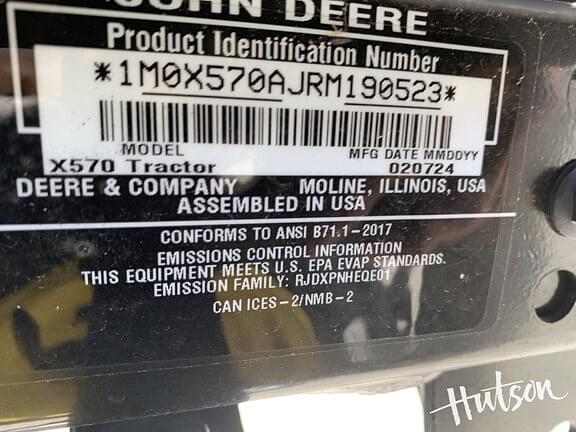 JOHN DEERE
Product Identification Number
*1M0X570AJRM190523*
MODEL MFG DATE MMDDYY
X570 Tractor 020724
DEERE & COMPANY MOLINE, ILLINOIS, USA
ASSEMBLED IN USA
CONFORMS TO ANSI B71.1-2017
EMISSIONS CONTROL INFORMATION
THIS EQUIPMENT MEETS U.S. EPA EVAP STANDARDS.
EMISSION FAMILY: RJDXPNHEQE01
CAN ICES-2/NMB-2
Hutson